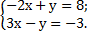 −2x + y = 8;
3x − y = −3.